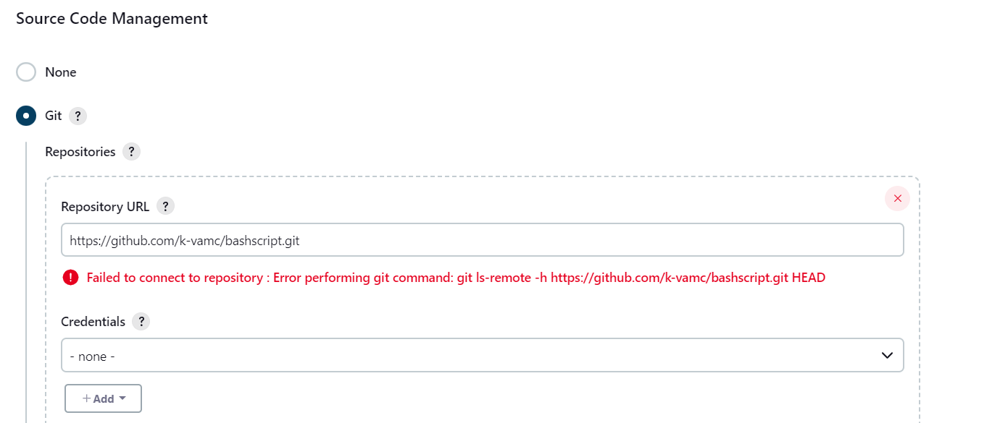 Source Code Management
None
Git ?
Repositories ?
Repository URL ?
https://github.com/k-vamc/bashscript.git
Failed to connect to repository : Error performing git command: git ls-remote -h https://github.com/k-vamc/bashscript.git HEAD
Credentials ?
- none -
+ Add